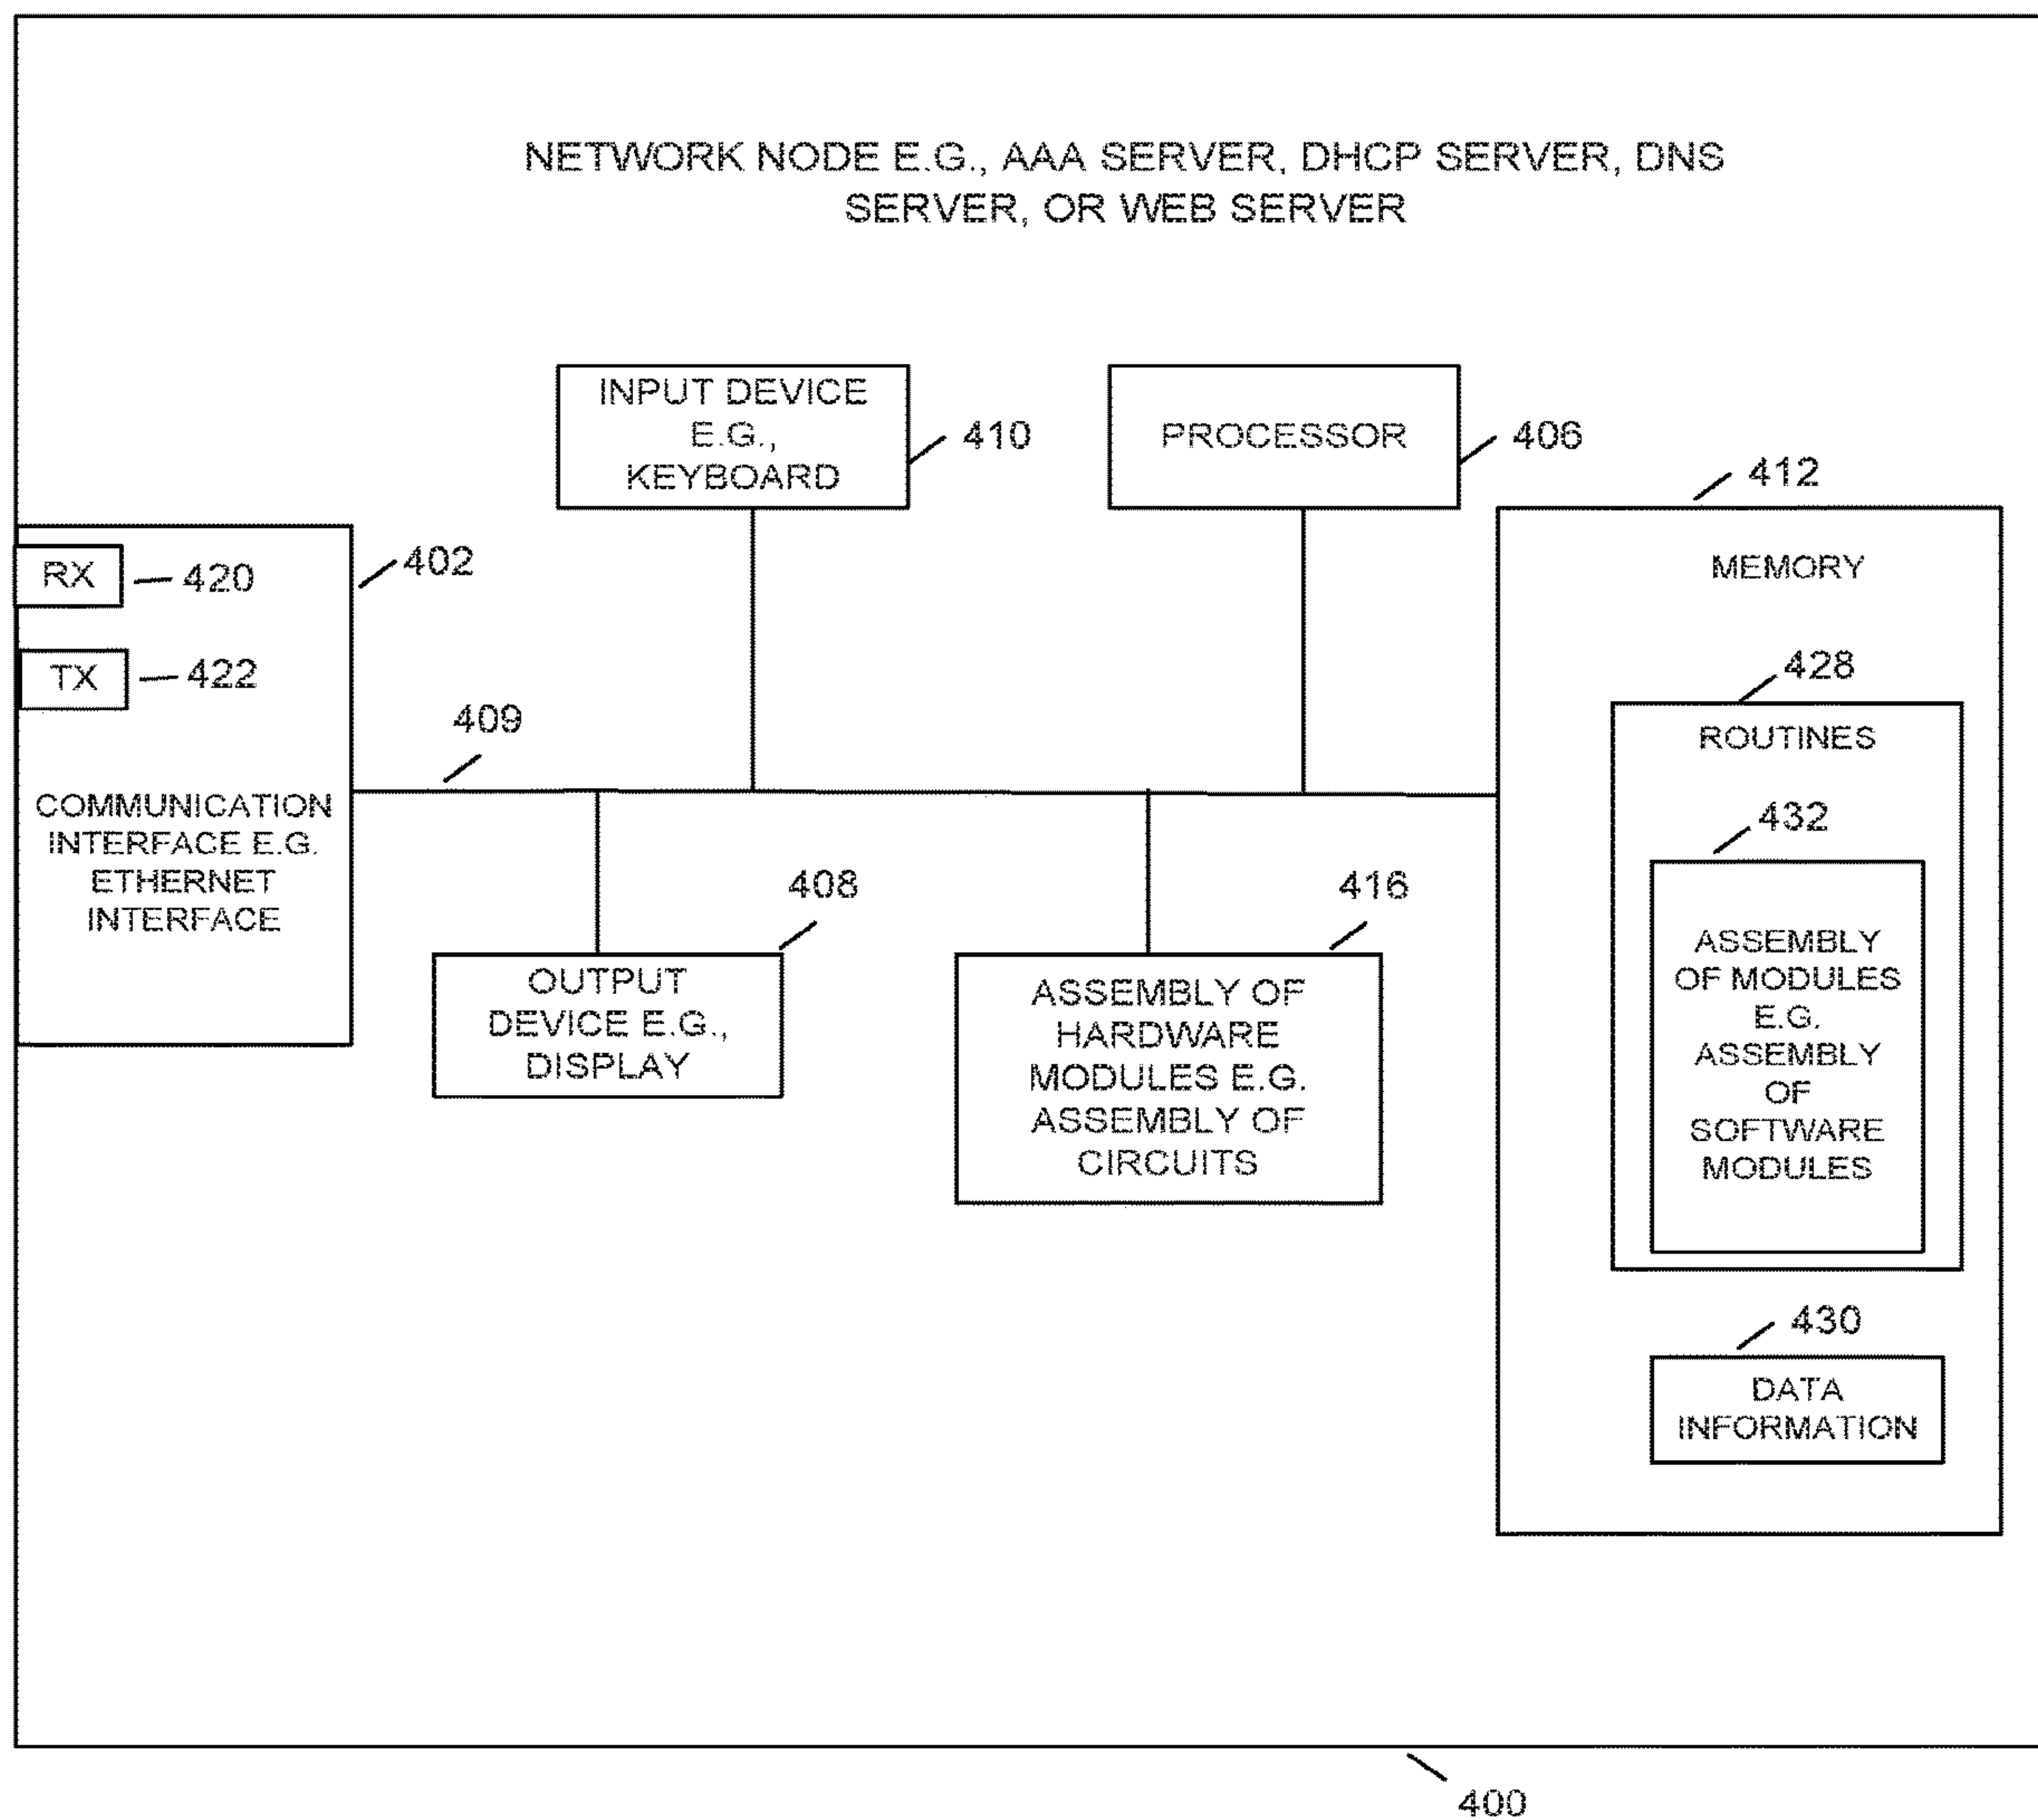 NETWORK NODE E.G., AAA SERVER, DHCP SERVER, DNS
SERVER, OR WEB SERVER
INPUT DEVICE
E.G.,
KEYBOARD
410
PROCESSOR
406
412
MEMORY
RX
420
402
TX
422
409
COMMUNICATION
INTERFACE E.G.
ETHERNET
INTERFACE
428
ROUTINES
432
ASSEMBLY
OF MODULES
E.G.
ASSEMBLY
OF
SOFTWARE
MODULES
408
OUTPUT
DEVICE E.G.,
DISPLAY
416
ASSEMBLY OF
HARDWARE
MODULES E.G.
ASSEMBLY OF
CIRCUITS
430
DATA
INFORMATION
400